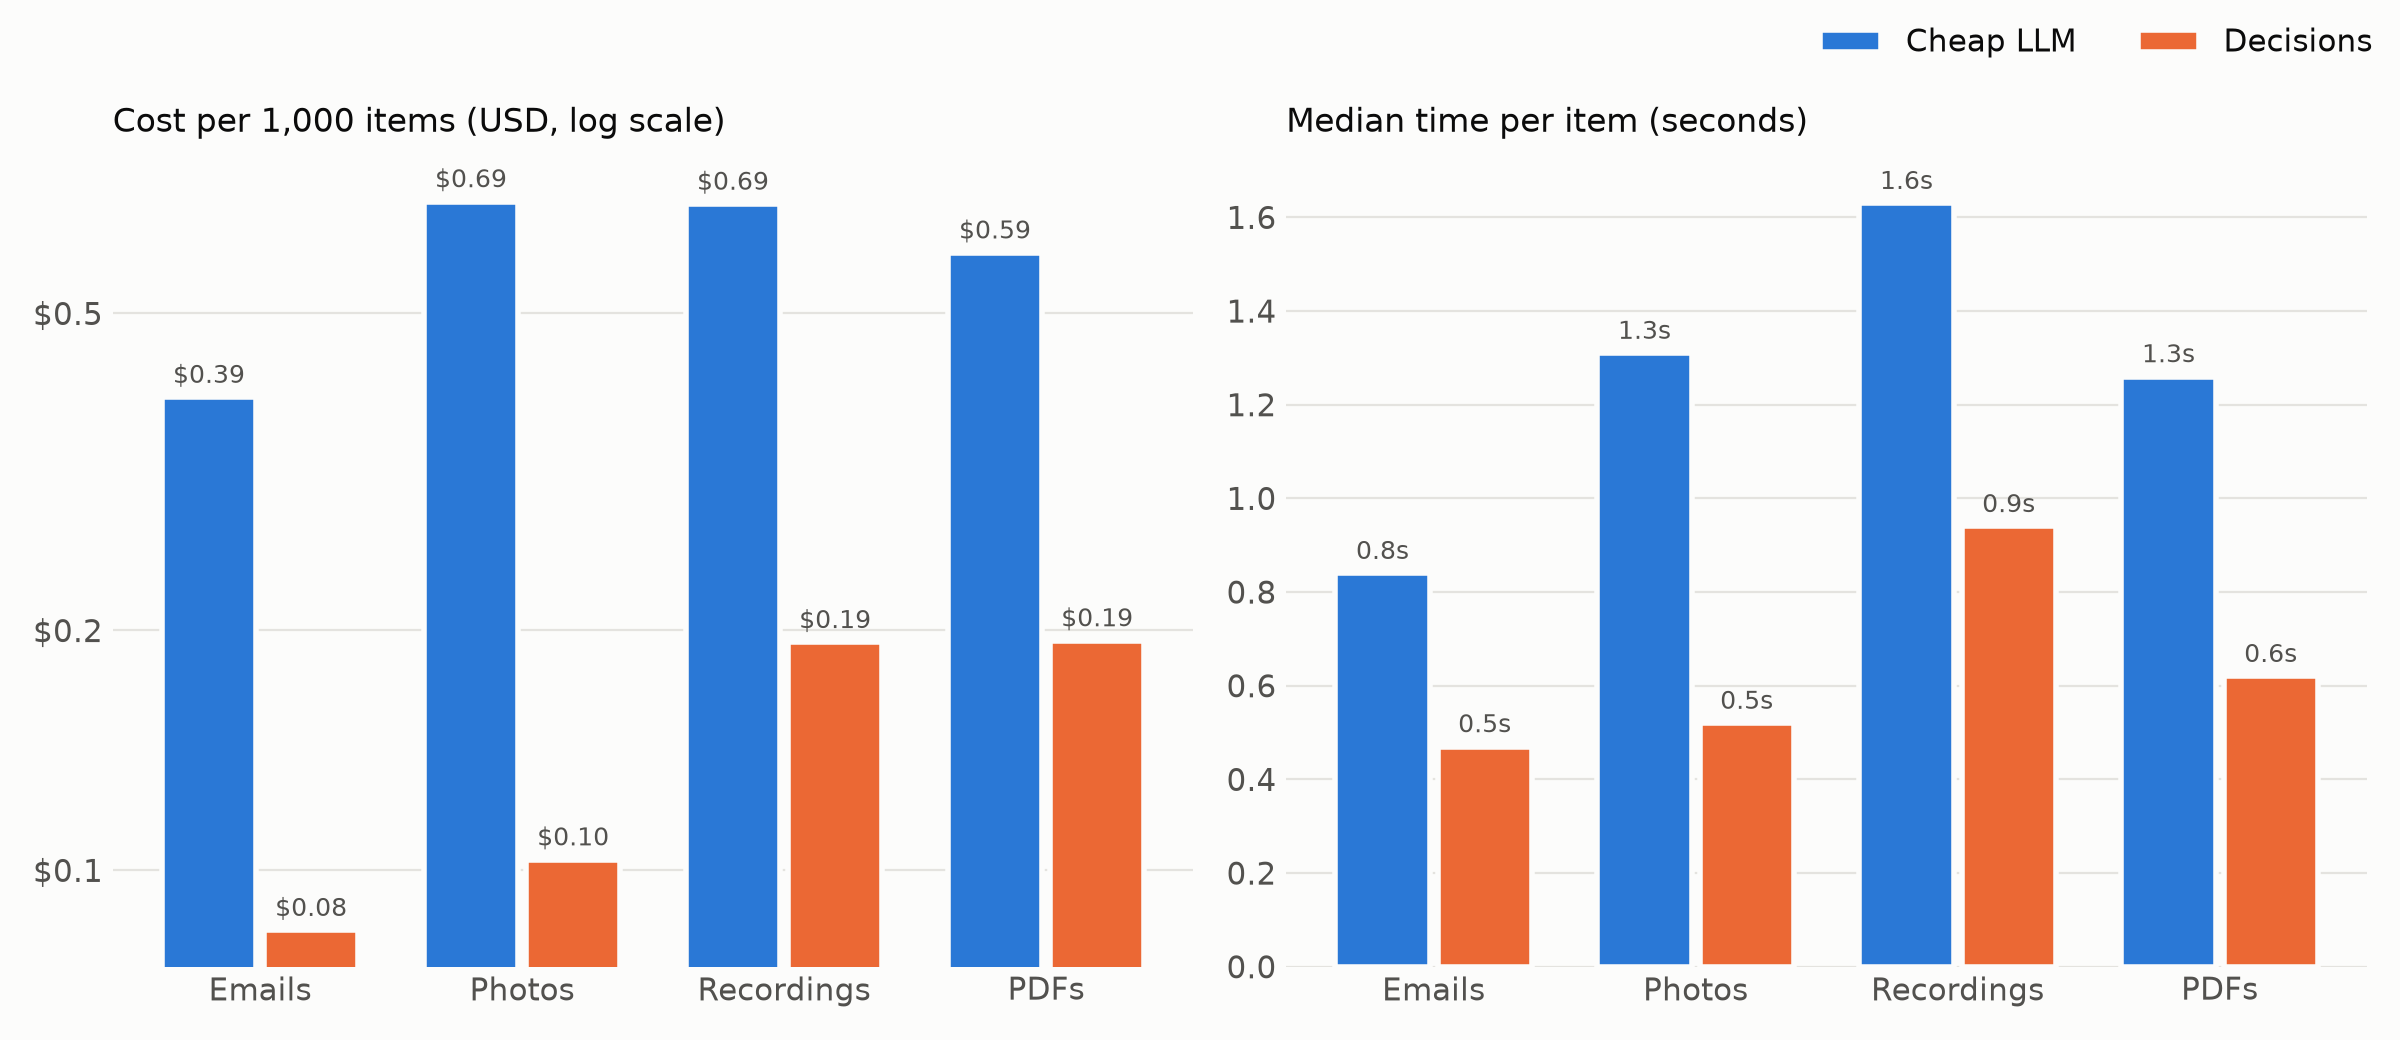 Cheap LLM
Decisions
Cost per 1,000 items (USD, log scale)
$0.5
$0.2
$0.1
$0.39
$0.08
$0.69
$0.10
$0.69
$0.19
$0.59
$0.19
Emails
Photos
Recordings
PDFs
Median time per item (seconds)
1.6
1.4
1.2
1.0
0.8
0.6
0.4
0.2
0.0
0.8s
0.5s
1.3s
0.5s
1.6s
0.9s
1.3s
0.6s
Emails
Photos
Recordings
PDFs